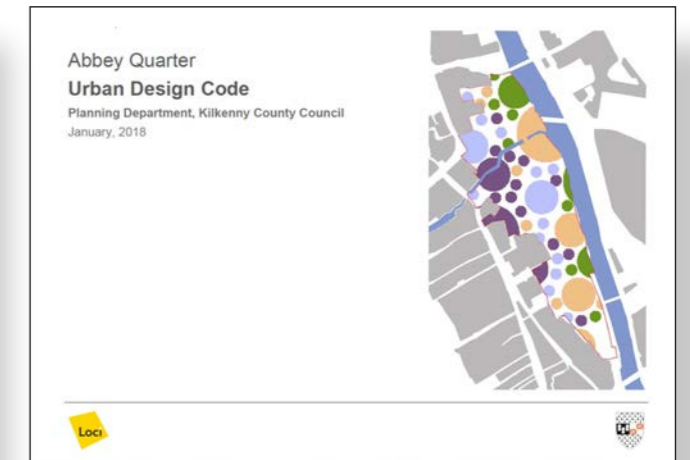 Abbey Quarter
Urban Design Code
Planning Department, Kilkenny County Council
January, 2018
Loci